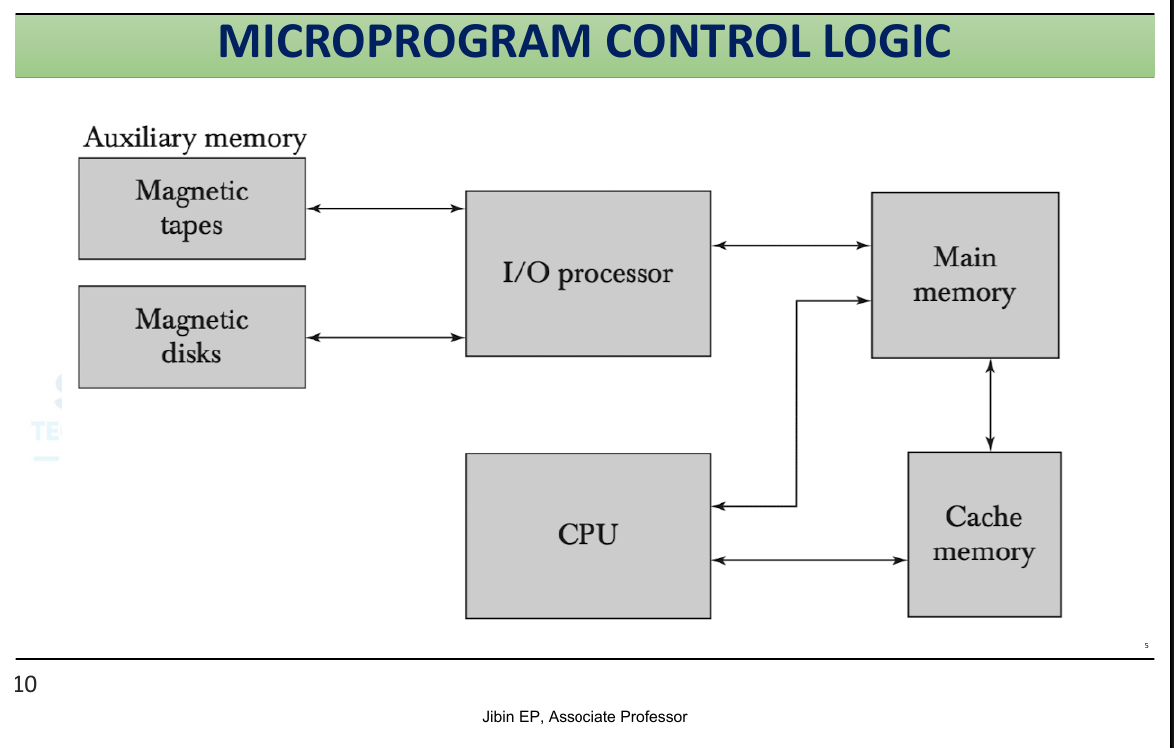 MICROPROGRAM CONTROL LOGIC
Auxiliary memory
Magnetic
tapes
I/O processor
Main
memory
Magnetic
disks
CPU
Cache
memory
5
10
Jibin EP, Associate Professor